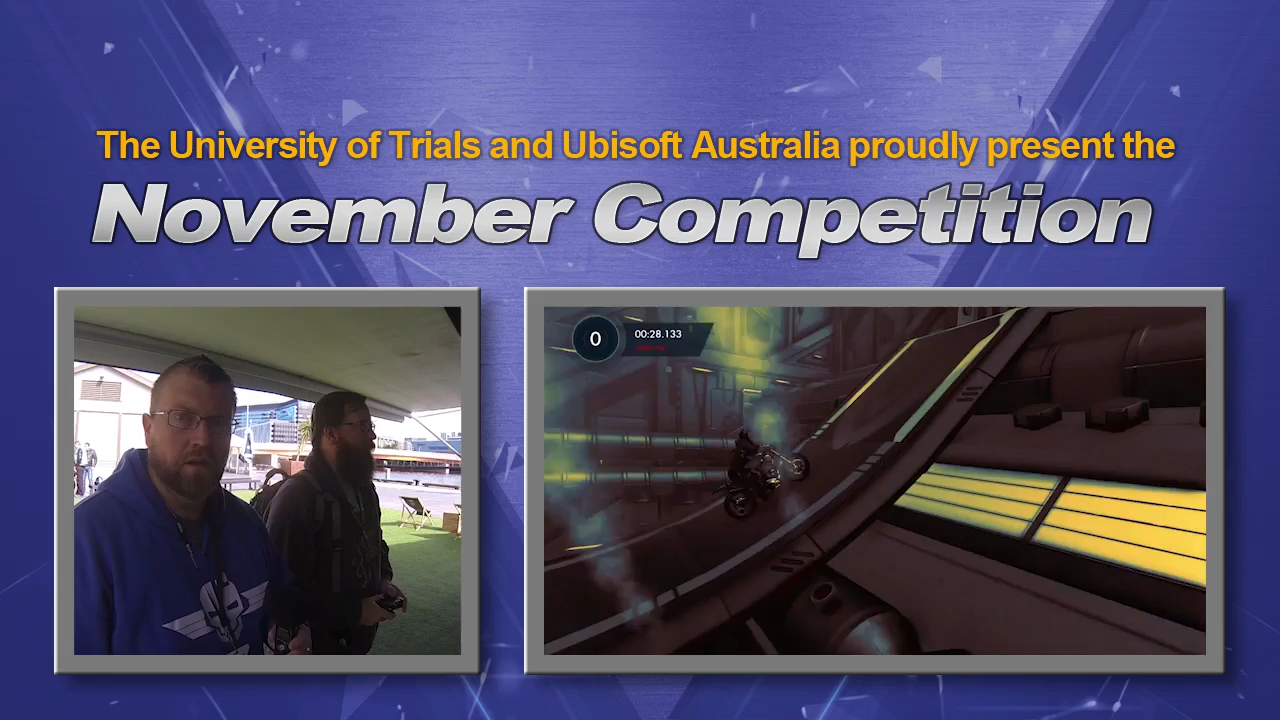 The University of Trials and Ubisoft Australia proudly present the
November Competition
0
00:28.133